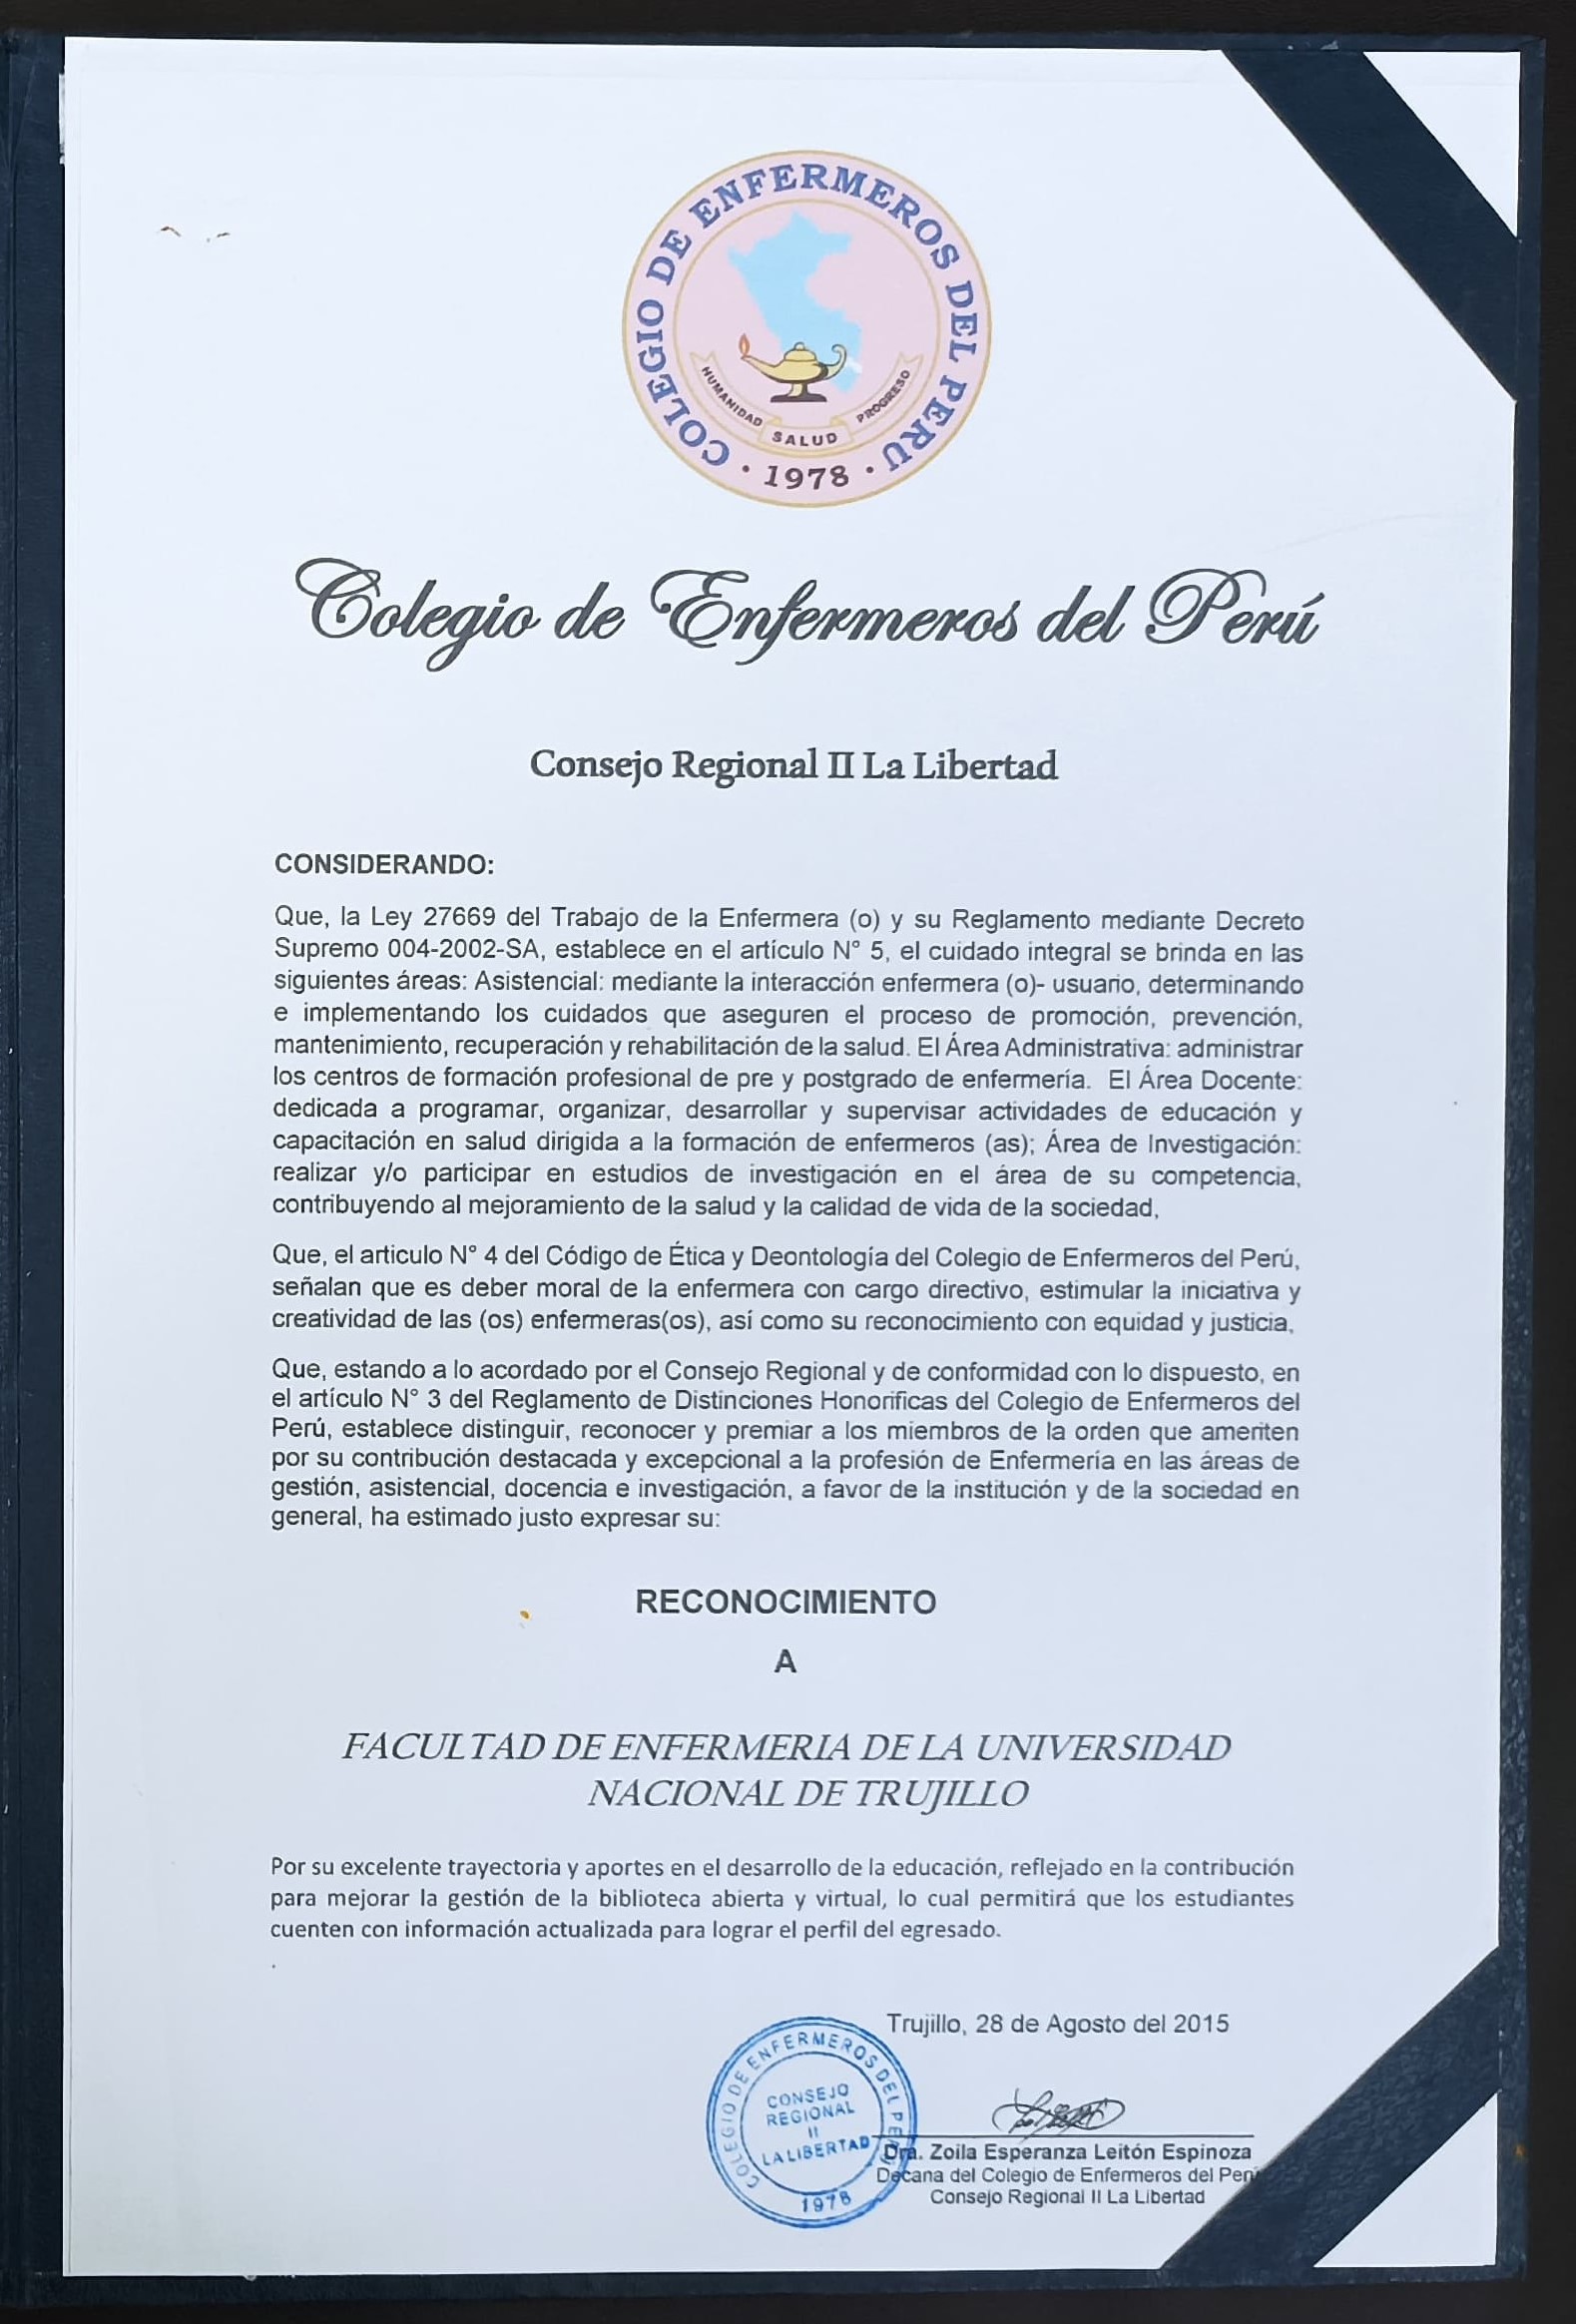 COLEGIO DE ENFERMEROS DEL PERU
HUMANIDAD SALUD PROGRESO
· 1978 ·
Colegio de Enfermeros del Perú
Consejo Regional II La Libertad
CONSIDERANDO:
Que, la Ley 27669 del Trabajo de la Enfermera (o) y su Reglamento mediante Decreto
Supremo 004-2002-SA, establece en el artículo N° 5, el cuidado integral se brinda en las
siguientes áreas: Asistencial: mediante la interacción enfermera (o)- usuario, determinando
e implementando los cuidados que aseguren el proceso de promoción, prevención,
mantenimiento, recuperación y rehabilitación de la salud. El Área Administrativa: administrar
los centros de formación profesional de pre y postgrado de enfermería. El Área Docente:
dedicada a programar, organizar, desarrollar y supervisar actividades de educación y
capacitación en salud dirigida a la formación de enfermeros (as); Área de Investigación:
realizar y/o participar en estudios de investigación en el área de su competencia,
contribuyendo al mejoramiento de la salud y la calidad de vida de la sociedad,
Que, el articulo N° 4 del Código de Ética y Deontología del Colegio de Enfermeros del Perú,
señalan que es deber moral de la enfermera con cargo directivo, estimular la iniciativa y
creatividad de las (os) enfermeras(os), así como su reconocimiento con equidad y justicia,
Que, estando a lo acordado por el Consejo Regional y de conformidad con lo dispuesto, en
el artículo N° 3 del Reglamento de Distinciones Honorificas del Colegio de Enfermeros del
Perú, establece distinguir, reconocer y premiar a los miembros de la orden que ameriten
por su contribución destacada y excepcional a la profesión de Enfermería en las áreas de
gestión, asistencial, docencia e investigación, a favor de la institución y de la sociedad en
general, ha estimado justo expresar su:
RECONOCIMIENTO
A
FACULTAD DE ENFERMERIA DE LA UNIVERSIDAD
NACIONAL DE TRUJILLO
Por su excelente trayectoria y aportes en el desarrollo de la educación, reflejado en la contribución
para mejorar la gestión de la biblioteca abierta y virtual, lo cual permitirá que los estudiantes
cuenten con información actualizada para lograr el perfil del egresado.
.
Trujillo, 28 de Agosto del 2015
COLEGIO DE ENFERMEROS DEL PERU
CONSEJO
REGIONAL
II
LA LIBERTAD
1978
Dra. Zoila Esperanza Leitón Espinoza
Decana del Colegio de Enfermeros del Perú
Consejo Regional II La Libertad